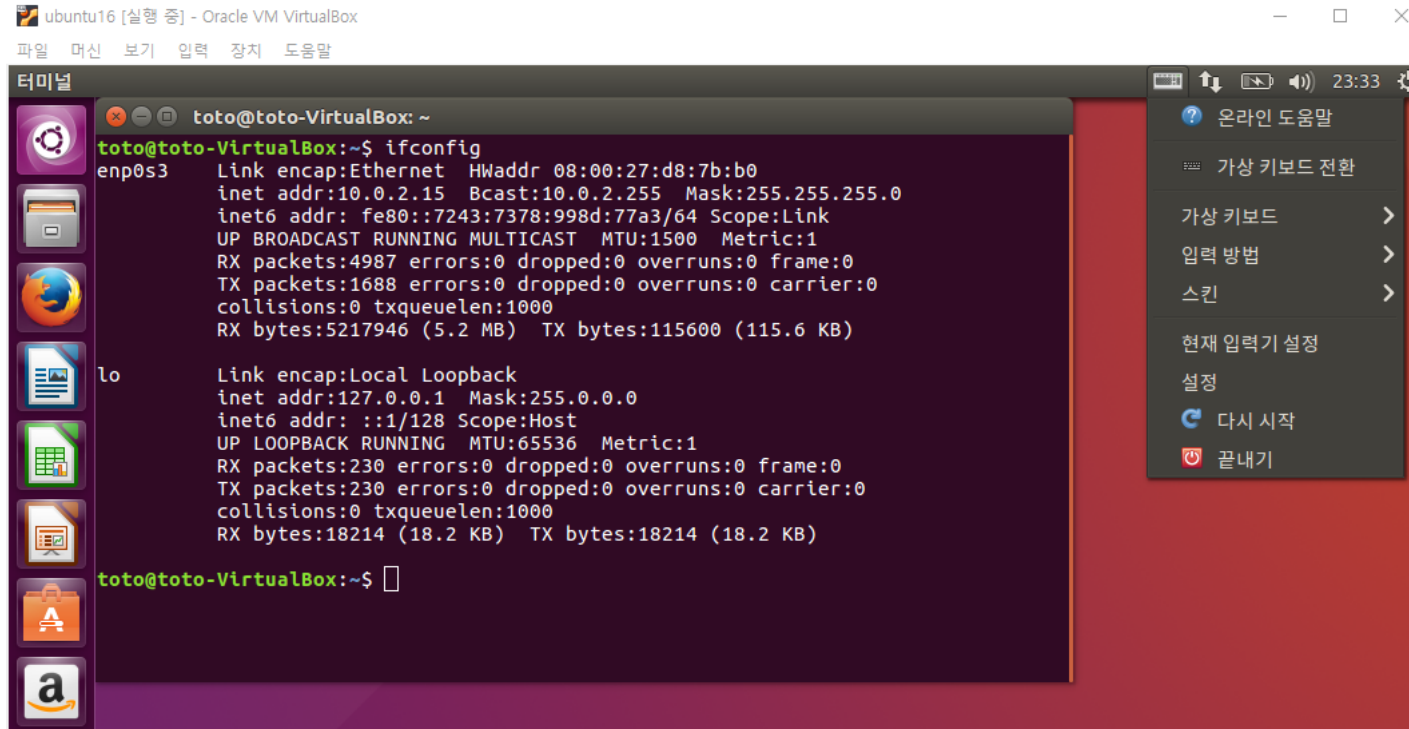 ubuntu16 [실행 중] - Oracle VM VirtualBox
파일 머신 보기 입력 장치 도움말
터미널 23:33
toto@toto-VirtualBox: ~
toto@toto-VirtualBox:~$ ifconfig
enp0s3 Link encap:Ethernet HWaddr 08:00:27:d8:7b:b0
inet addr:10.0.2.15 Bcast:10.0.2.255 Mask:255.255.255.0
inet6 addr: fe80::7243:7378:998d:77a3/64 Scope:Link
UP BROADCAST RUNNING MULTICAST MTU:1500 Metric:1
RX packets:4987 errors:0 dropped:0 overruns:0 frame:0
TX packets:1688 errors:0 dropped:0 overruns:0 carrier:0
collisions:0 txqueuelen:1000
RX bytes:5217946 (5.2 MB) TX bytes:115600 (115.6 KB)
lo Link encap:Local Loopback
inet addr:127.0.0.1 Mask:255.0.0.0
inet6 addr: ::1/128 Scope:Host
UP LOOPBACK RUNNING MTU:65536 Metric:1
RX packets:230 errors:0 dropped:0 overruns:0 frame:0
TX packets:230 errors:0 dropped:0 overruns:0 carrier:0
collisions:0 txqueuelen:1000
RX bytes:18214 (18.2 KB) TX bytes:18214 (18.2 KB)
toto@toto-VirtualBox:~$
온라인 도움말
가상 키보드 전환
가상 키보드
입력 방법
스킨
현재 입력기 설정
설정
다시 시작
끝내기